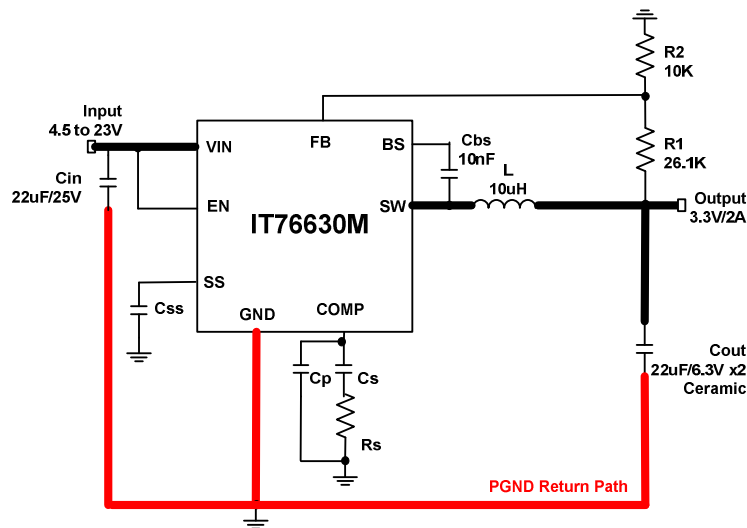 R2
10K
Input
4.5 to 23V
VIN
FB
BS
Cbs
10nF
R1
26.1K
Cin
22uF/25V
L
10uH
EN
IT76630M
SW
Output
3.3V/2A
SS
Css
GND
COMP
Cp
Cs
Cout
22uF/6.3V x2
Ceramic
Rs
PGND Return Path